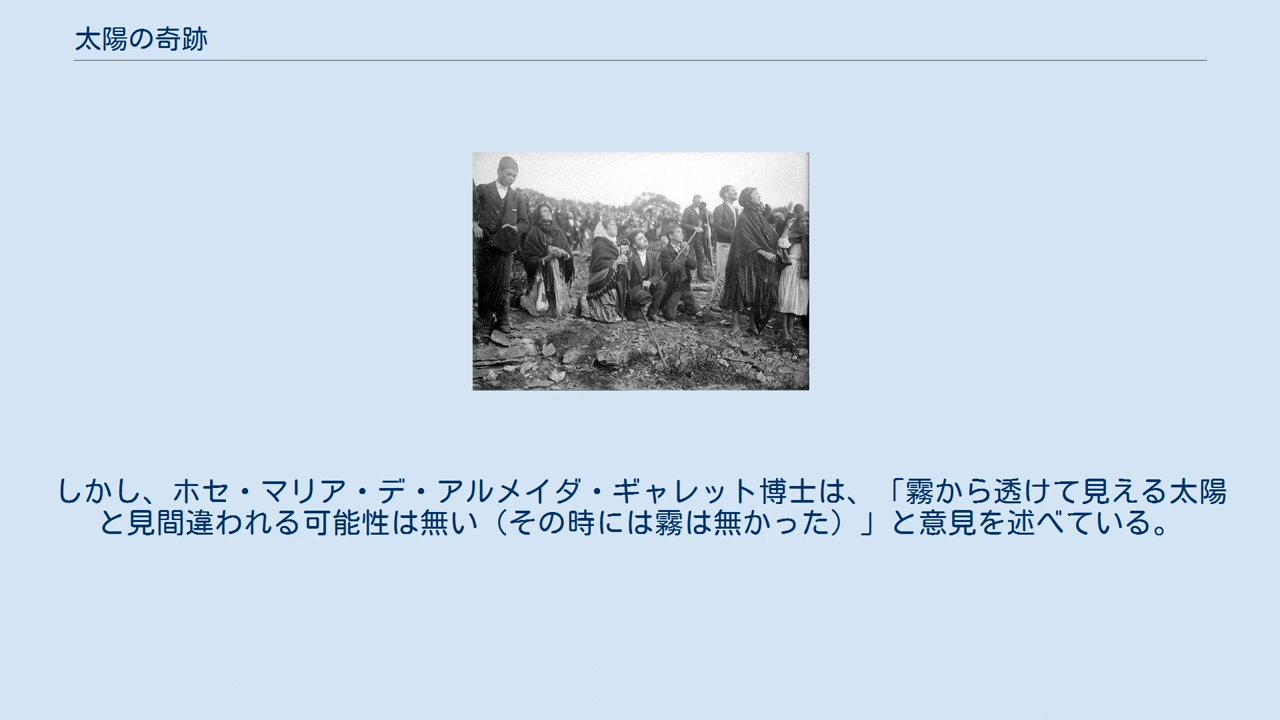 太陽の奇跡
しかし、ホセ・マリア・デ・アルメイダ・ギャレット博士は、「霧から透けて見える太陽
と見間違われる可能性は無い（その時には霧は無かった）」と意見を述べている。